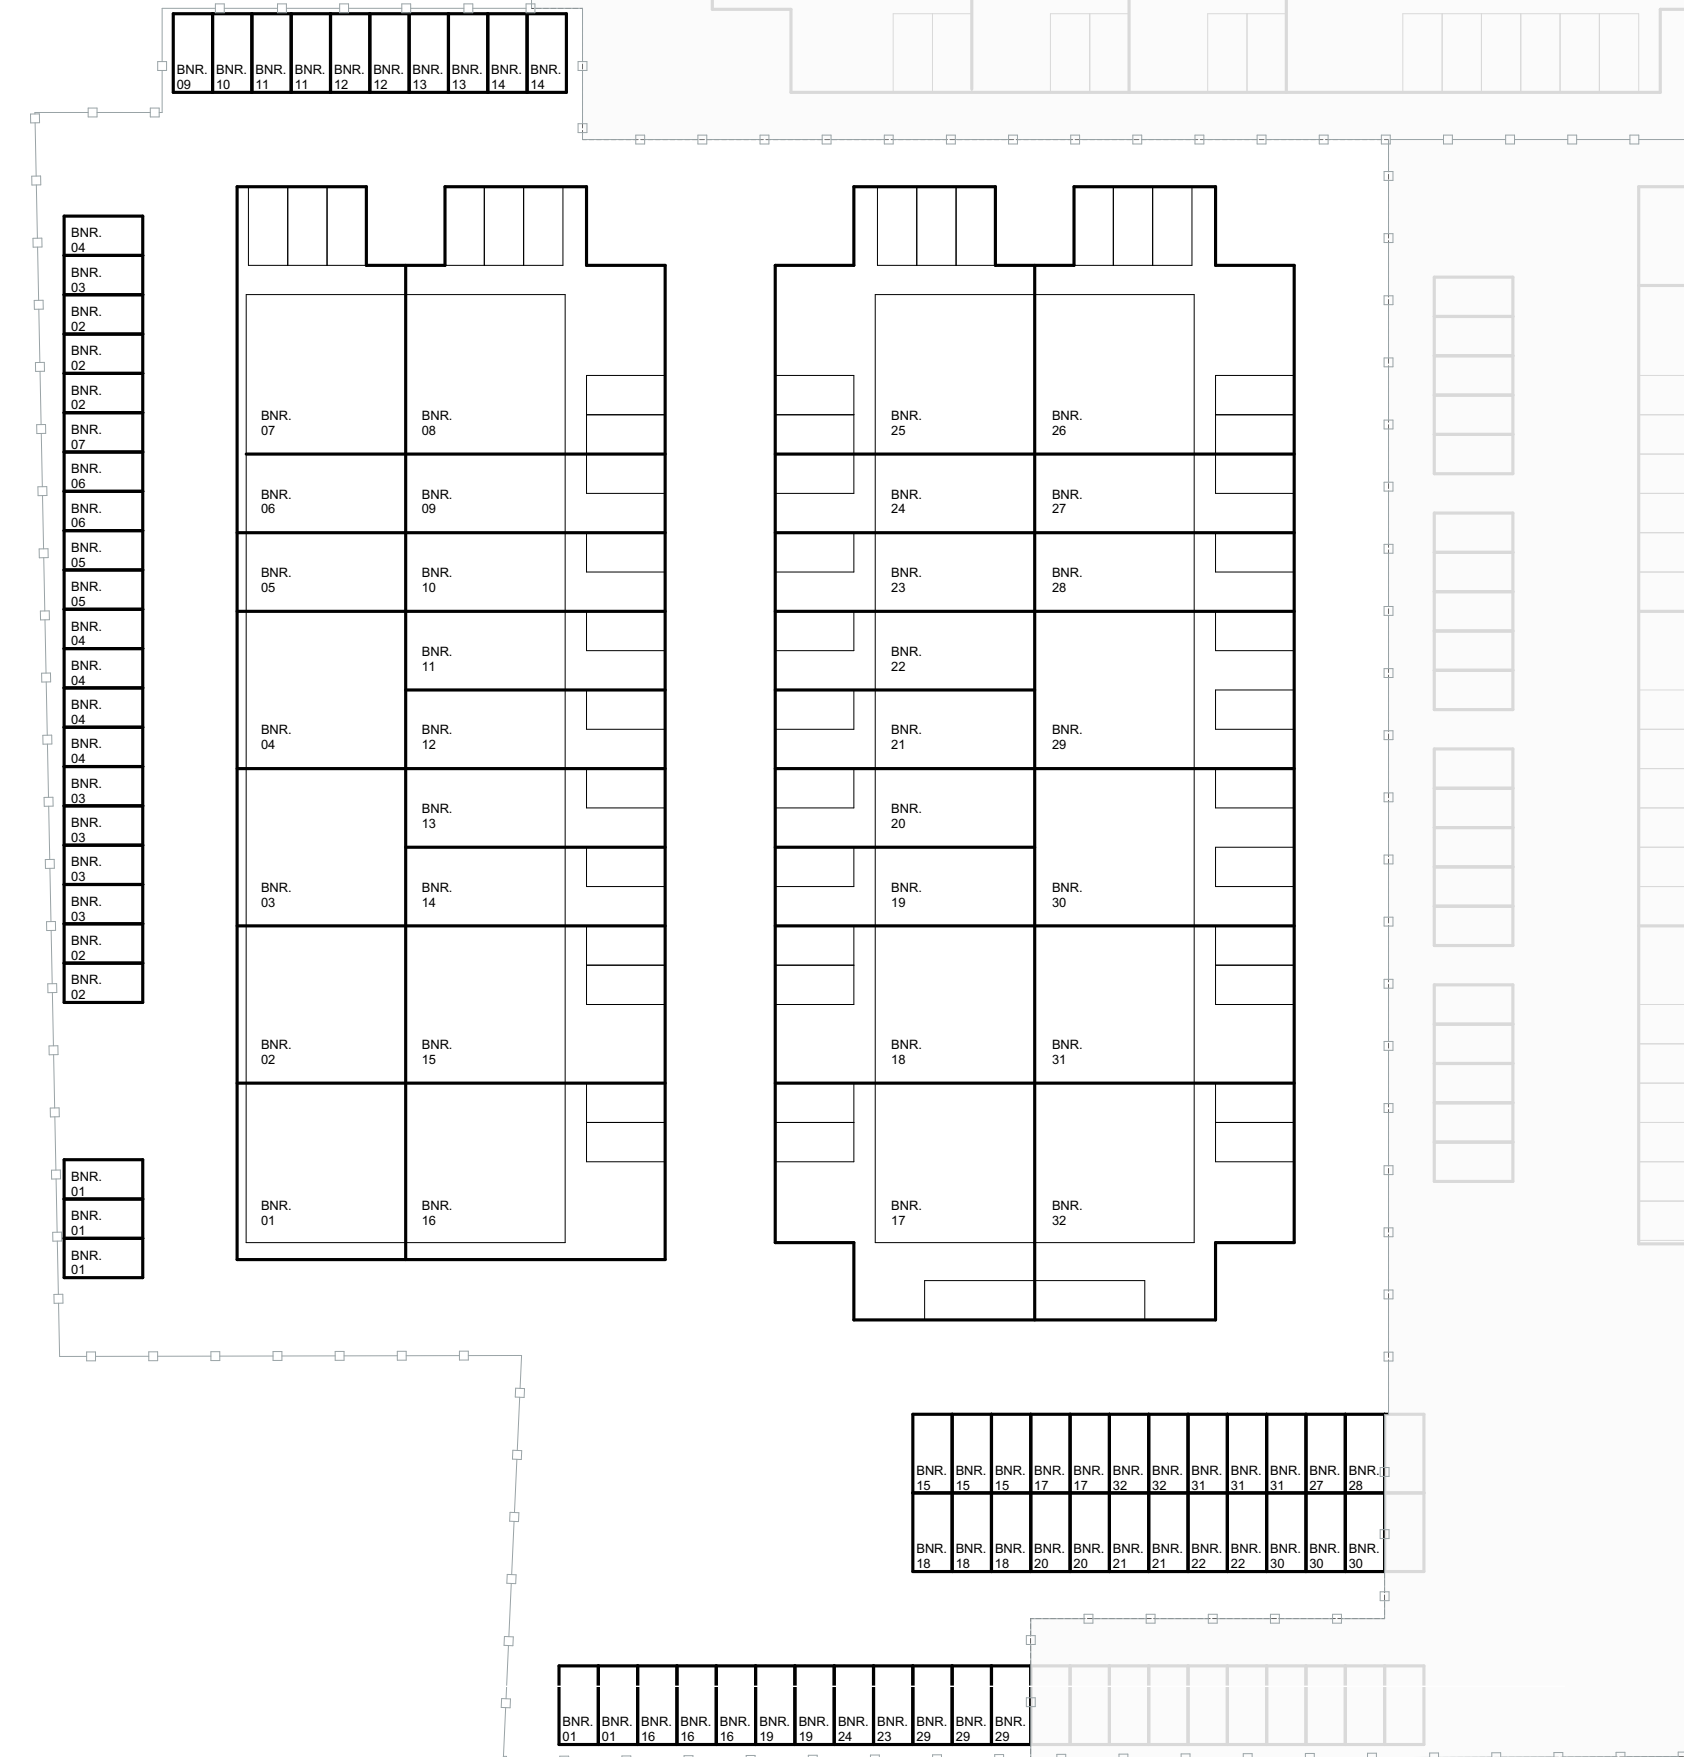 BNR. BNR. BNR. BNR. BNR. BNR. BNR. BNR. BNR. BNR.
09 10 11 11 12 12 13 13 14 14
BNR.
04
BNR.
03
BNR.
02
BNR.
02
BNR.
02
BNR.
07
BNR.
06
BNR.
06
BNR.
05
BNR.
05
BNR.
04
BNR.
04
BNR.
04
BNR.
04
BNR.
03
BNR.
03
BNR.
03
BNR.
03
BNR.
02
BNR.
02
BNR.
01
BNR.
01
BNR.
01
BNR. BNR. BNR. BNR.
07 08 25 26
BNR. BNR. BNR. BNR.
06 09 24 27
BNR. BNR. BNR. BNR.
05 10 23 28
BNR. BNR.
11 22
BNR. BNR. BNR. BNR.
04 12 21 29
BNR. BNR.
13 20
BNR. BNR. BNR. BNR.
03 14 19 30
BNR. BNR. BNR. BNR.
02 15 18 31
BNR. BNR. BNR. BNR.
01 16 17 32
BNR. BNR. BNR. BNR. BNR. BNR. BNR. BNR. BNR. BNR. BNR. BNR.
15 15 15 17 17 32 32 31 31 31 27 28
BNR. BNR. BNR. BNR. BNR. BNR. BNR. BNR. BNR. BNR. BNR. BNR.
18 18 18 20 20 21 21 22 22 30 30 30
BNR. BNR. BNR. BNR. BNR. BNR. BNR. BNR. BNR. BNR. BNR. BNR.
01 01 16 16 16 19 19 24 23 29 29 29